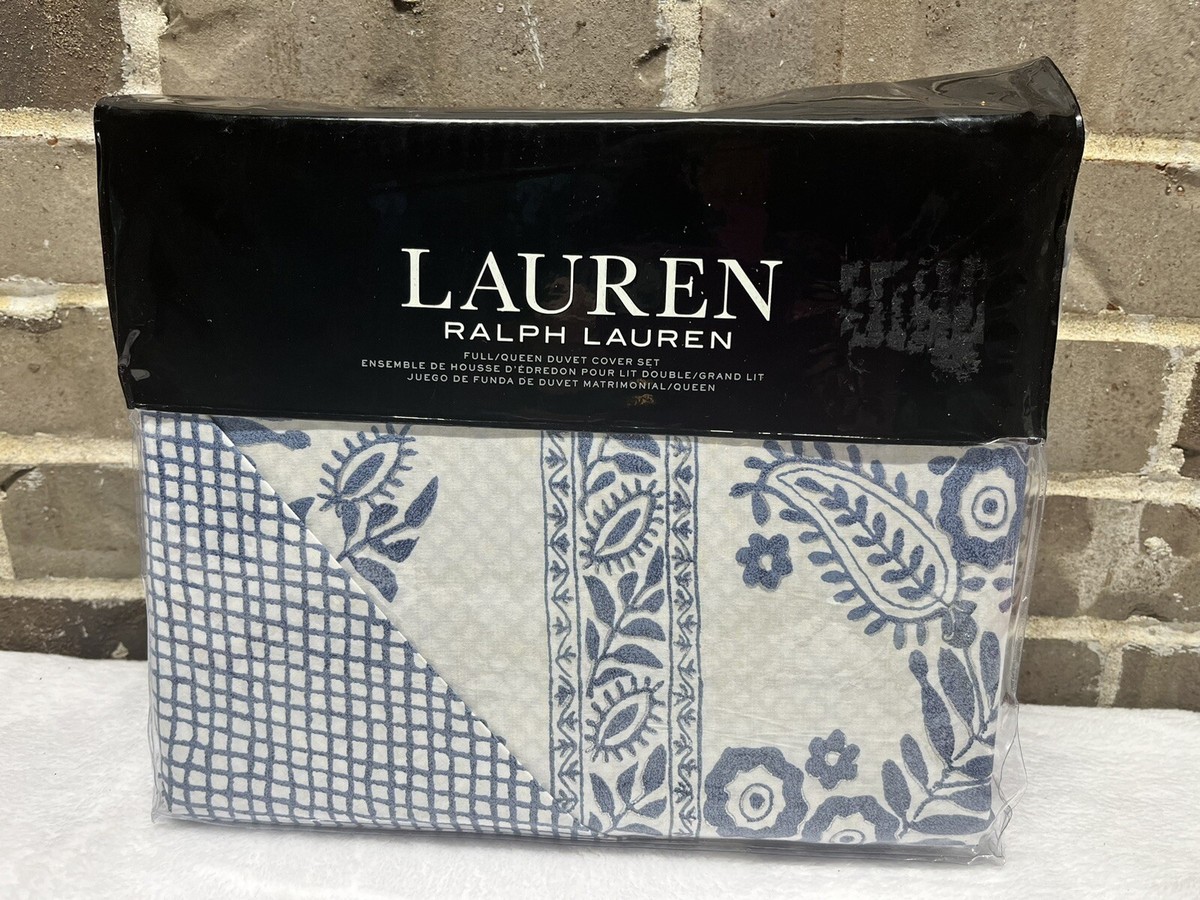 LAUREN
RALPH LAUREN
FULL/QUEEN DUVET COVER SET
ENSEMBLE DE HOUSSE D'ÉDREDON POUR LIT DOUBLE/GRAND LIT
JUEGO DE FUNDA DE DUVET MATRIMONIAL/QUEEN